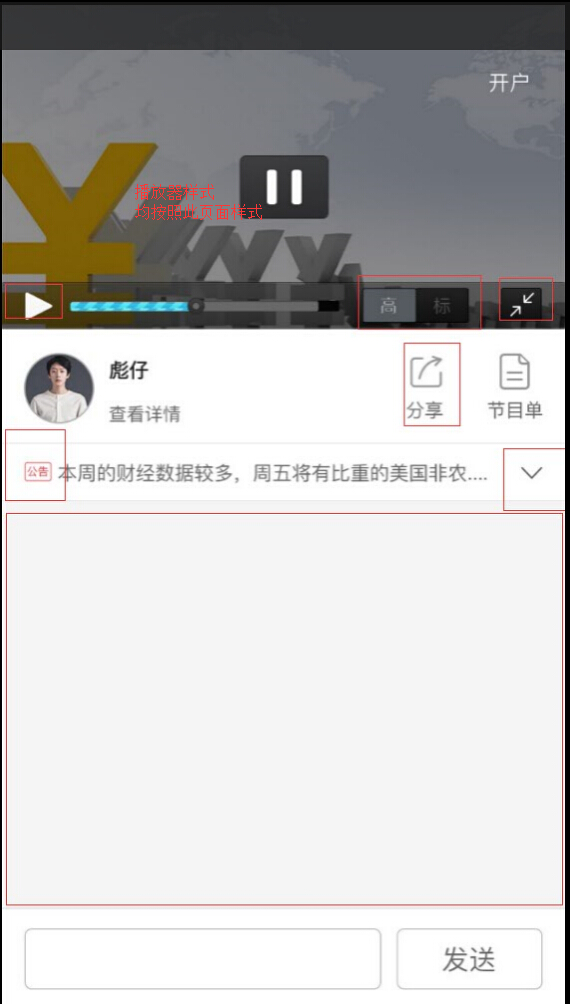 开户
播放器样式
均按照此页面样式
高 标
彪仔
查看详情
分享
节目单
公告 本周的财经数据较多，周五将有比重的美国非农....
发送